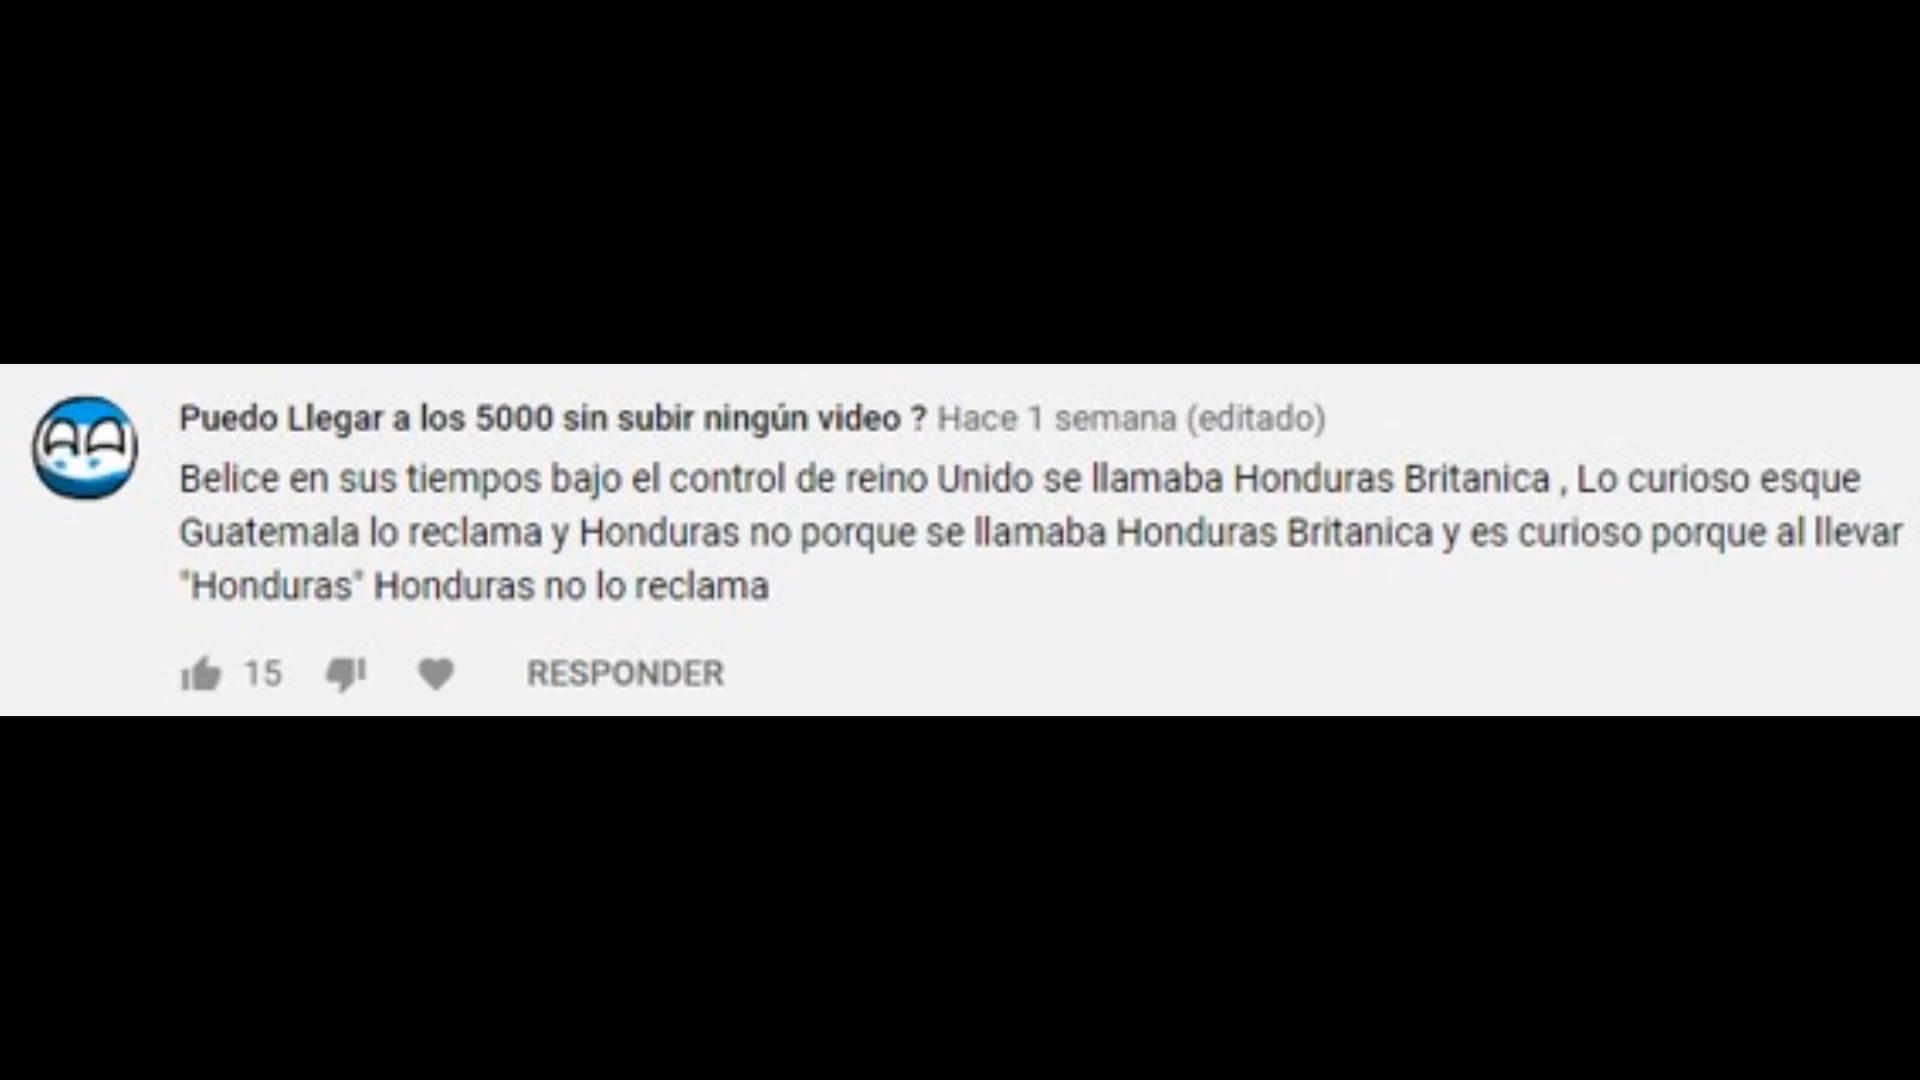 Puedo Llegar a los 5000 sin subir ningún video ? Hace 1 semana (editado)
Belice en sus tiempos bajo el control de reino Unido se llamaba Honduras Britanica , Lo curioso esque
Guatemala lo reclama y Honduras no porque se llamaba Honduras Britanica y es curioso porque al llevar
"Honduras" Honduras no lo reclama
15 RESPONDER